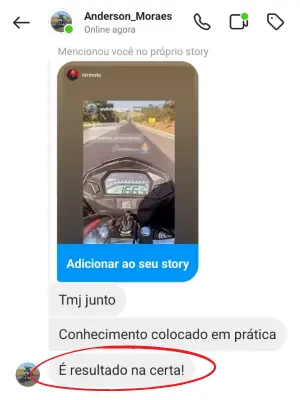 Anderson_Moraes
Online agora
Mencionou você no próprio story
166
Adicionar ao seu story
Tmj junto
Conhecimento colocado em prática
É resultado na certa!